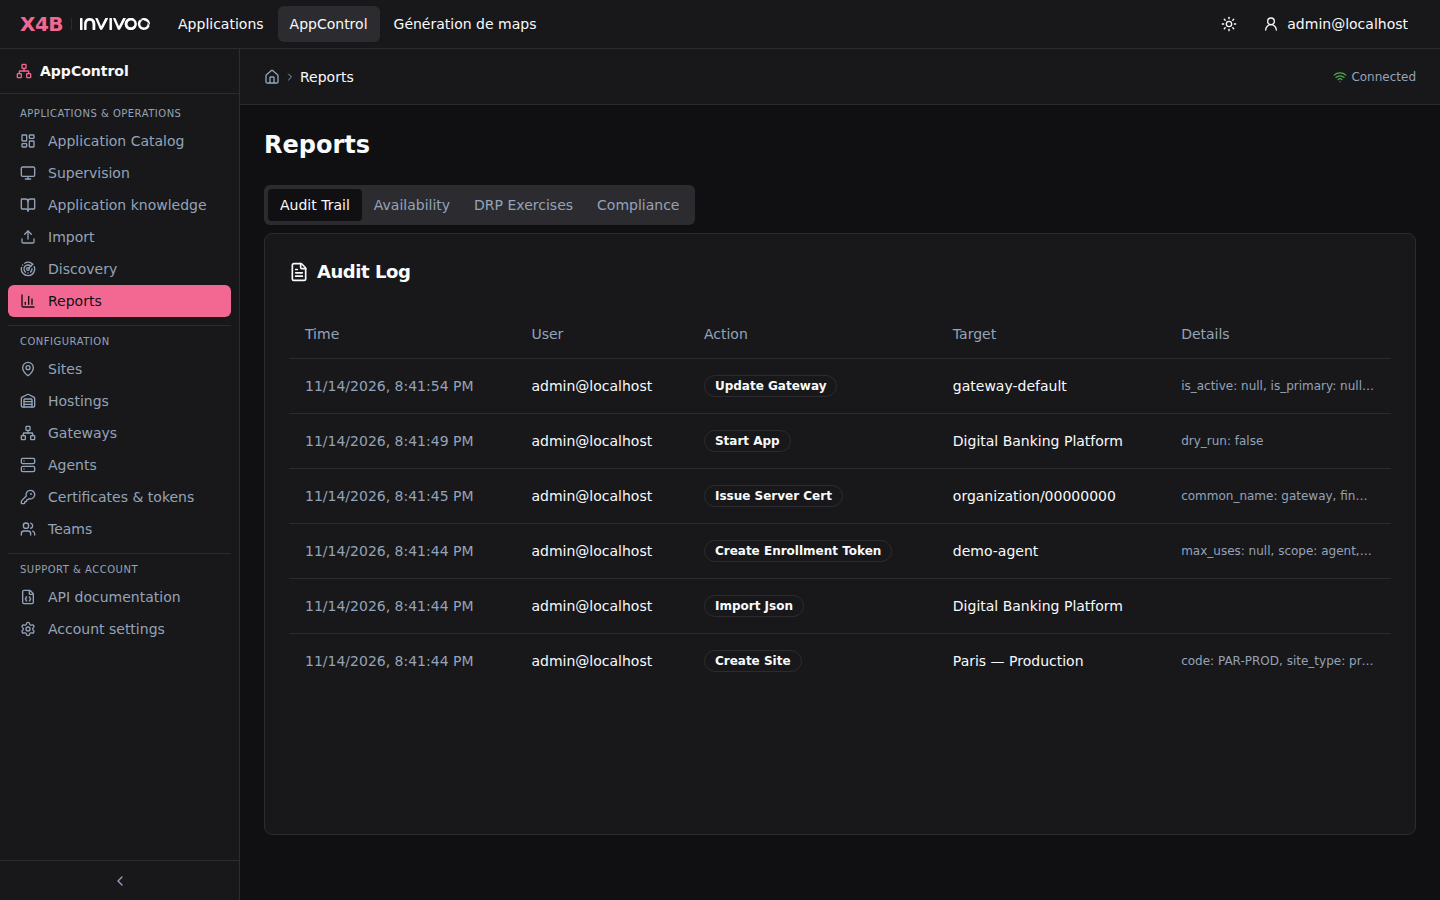 X4B INVIVOO Applications AppControl Génération de maps admin@localhost
AppControl
Reports
Connected
APPLICATIONS & OPERATIONS
Application Catalog
Supervision
Application knowledge
Import
Discovery
Reports
CONFIGURATION
Sites
Hostings
Gateways
Agents
Certificates & tokens
Teams
SUPPORT & ACCOUNT
API documentation
Account settings
Reports
Audit Trail Availability DRP Exercises Compliance
Audit Log
Time User Action Target Details
11/14/2026, 8:41:54 PM admin@localhost Update Gateway gateway-default is_active: null, is_primary: null...
11/14/2026, 8:41:49 PM admin@localhost Start App Digital Banking Platform dry_run: false
11/14/2026, 8:41:45 PM admin@localhost Issue Server Cert organization/00000000 common_name: gateway, fin...
11/14/2026, 8:41:44 PM admin@localhost Create Enrollment Token demo-agent max_uses: null, scope: agent,...
11/14/2026, 8:41:44 PM admin@localhost Import Json Digital Banking Platform
11/14/2026, 8:41:44 PM admin@localhost Create Site Paris — Production code: PAR-PROD, site_type: pr...